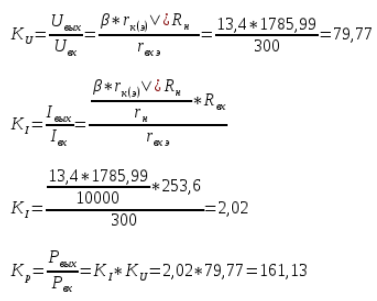 K_U = U_вых / U_вх = β*r_к(э)∨¿R_н / r_вхэ = 13,4*1785,99 / 300 = 79,77
K_I = I_вых / I_вх = (β*r_к(э)∨¿R_н / r_н * R_вх) / r_вхэ
K_I = (13,4*1785,99 / 10000 * 253,6) / 300 = 2,02
K_p = P_вых / P_вх = K_I*K_U = 2,02*79,77 = 161,13